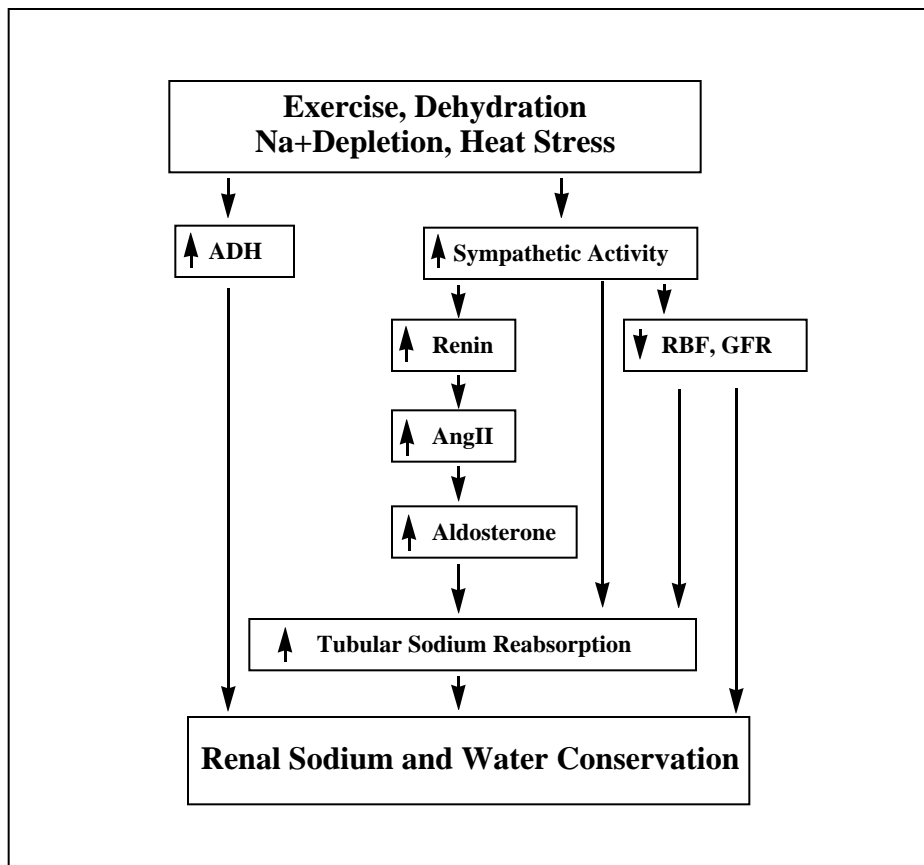 Exercise, Dehydration
Na+Depletion, Heat Stress
ADH
Sympathetic Activity
Renin
RBF, GFR
AngII
Aldosterone
Tubular Sodium Reabsorption
Renal Sodium and Water Conservation